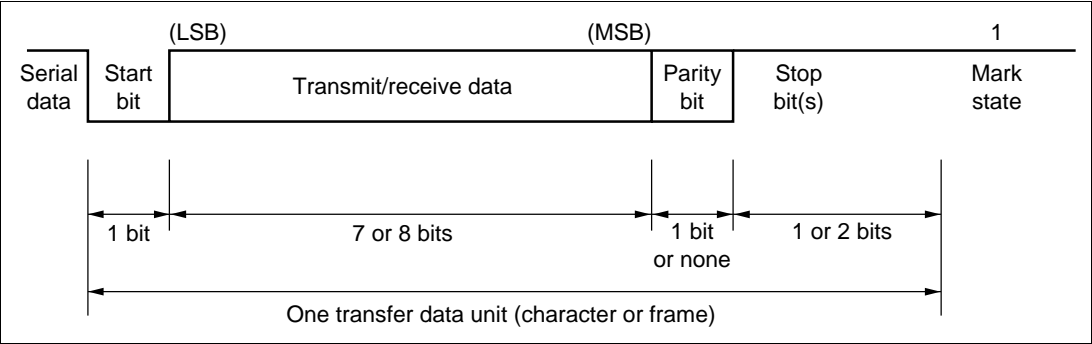 (LSB) (MSB) 1
Serial Start Transmit/receive data Parity Stop Mark
data bit bit bit(s) state
1 bit 7 or 8 bits 1 bit 1 or 2 bits
or none
One transfer data unit (character or frame)